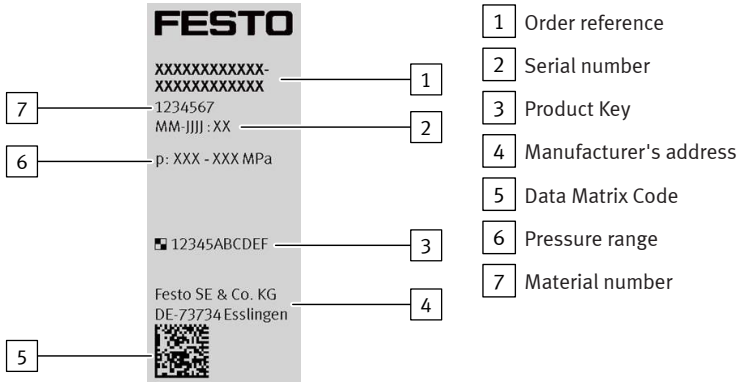 FESTO
XXXXXXXXXXXX-
XXXXXXXXXXXX
1
7
1234567
MM-JJJJ : XX
2
6
p: XXX - XXX MPa
12345ABCDEF
3
Festo SE & Co. KG
4
DE-73734 Esslingen
5
1 Order reference
2 Serial number
3 Product Key
4 Manufacturer's address
5 Data Matrix Code
6 Pressure range
7 Material number